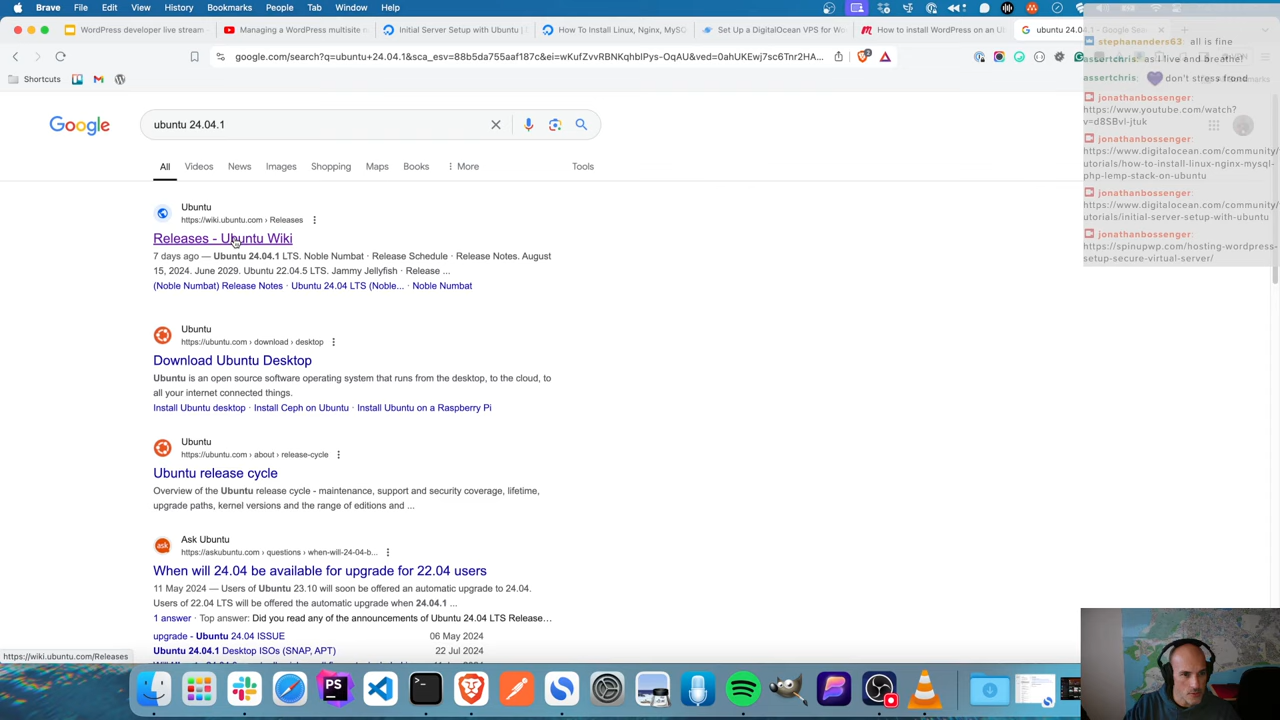 Brave File Edit View History Bookmarks People Tab Window Help
WordPress developer live stream
Managing a WordPress multisite n
Initial Server Setup with Ubuntu |
How To Install Linux, Nginx, MySQ
Set Up a DigitalOcean VPS for Wo
How to install WordPress on an U
ubuntu 24.04.1 - Google Sea
google.com/search?q=ubuntu+24.04.1&sca_esv=88b5da755aaf187c&ei=wKufZvvRBNKqhbIPys-OqAU&ved=0ahUKEwj7sc6Tnr2HA...
2
Shortcuts
stephananders63: all is fine
assertchris: as I live and breathe!
assertchris: don't stress frond
jonathanbossenger:
https://www.youtube.com/watch?
v=d8SBvI-jtuk
jonathanbossenger:
https://www.digitalocean.com/community/
utorials/how-to-install-linux-nginx-mysql-
php-lemp-stack-on-ubuntu
jonathanbossenger:
https://www.digitalocean.com/community/
utorials/initial-server-setup-with-ubuntu
jonathanbossenger:
https://spinupwp.com/hosting-wordpress-
setup-secure-virtual-server/
Google
ubuntu 24.04.1
All Videos News Images Shopping Maps Books More Tools
Ubuntu
https://wiki.ubuntu.com › Releases
Releases - Ubuntu Wiki
7 days ago — Ubuntu 24.04.1 LTS. Noble Numbat · Release Schedule · Release Notes. August
15, 2024. June 2029. Ubuntu 22.04.5 LTS. Jammy Jellyfish · Release ...
(Noble Numbat) Release Notes · Ubuntu 24.04 LTS (Noble... · Noble Numbat
Ubuntu
https://ubuntu.com › download › desktop
Download Ubuntu Desktop
Ubuntu is an open source software operating system that runs from the desktop, to the cloud, to
all your internet connected things.
Install Ubuntu desktop · Install Ceph on Ubuntu · Install Ubuntu on a Raspberry Pi
Ubuntu
https://ubuntu.com › about › release-cycle
Ubuntu release cycle
Overview of the Ubuntu release cycle - maintenance, support and security coverage, lifetime,
upgrade paths, kernel versions and the range of editions and ...
ask
Ask Ubuntu
https://askubuntu.com › questions › when-will-24-04-b...
When will 24.04 be available for upgrade for 22.04 users
11 May 2024 — Users of Ubuntu 23.10 will soon be offered an automatic upgrade to 24.04.
Users of 22.04 LTS will be offered the automatic upgrade when 24.04.1 ...
1 answer · Top answer: Did you read any of the announcements of Ubuntu 24.04 LTS Release...
upgrade - Ubuntu 24.04 ISSUE 06 May 2024
Ubuntu 24.04.1 Desktop ISOs (SNAP, APT) 22 Jul 2024
https://wiki.ubuntu.com/Releases
PS